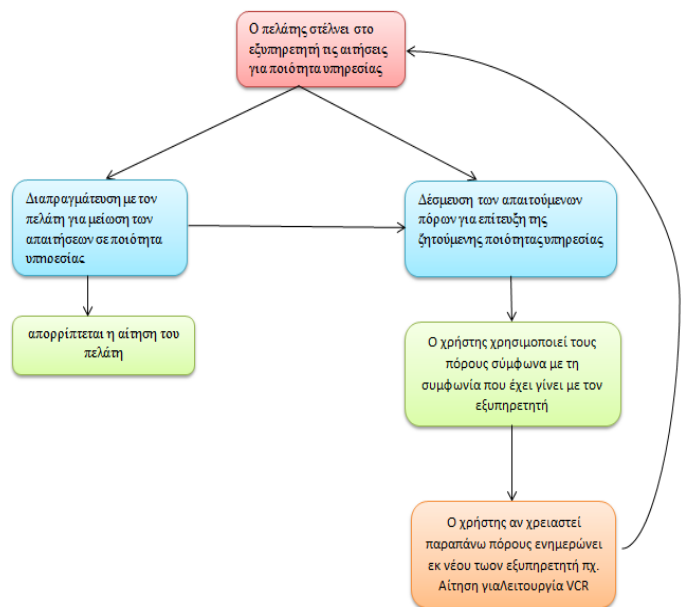 Ο πελάτης στέλνει στο
εξυπηρετητή τις αιτήσεις
για ποιότητα υπηρεσίας
Διαπραγμάτευση με τον
πελάτη για μείωση των
απαιτήσεων σε ποιότητα
υπηρεσίας
Δέσμευση των απαιτούμενων
πόρων για επίτευξη της
ζητούμενης ποιότητας υπηρεσίας
απορρίπτεται η αίτηση του
πελάτη
Ο χρήστης χρησιμοποιεί τους
πόρους σύμφωνα με τη
συμφωνία που έχει γίνει με τον
εξυπηρετητή
Ο χρήστης αν χρειαστεί
παραπάνω πόρους ενημερώνει
εκ νέου τωον εξυπηρετητή πχ.
Αίτηση γιαΛειτουργία VCR